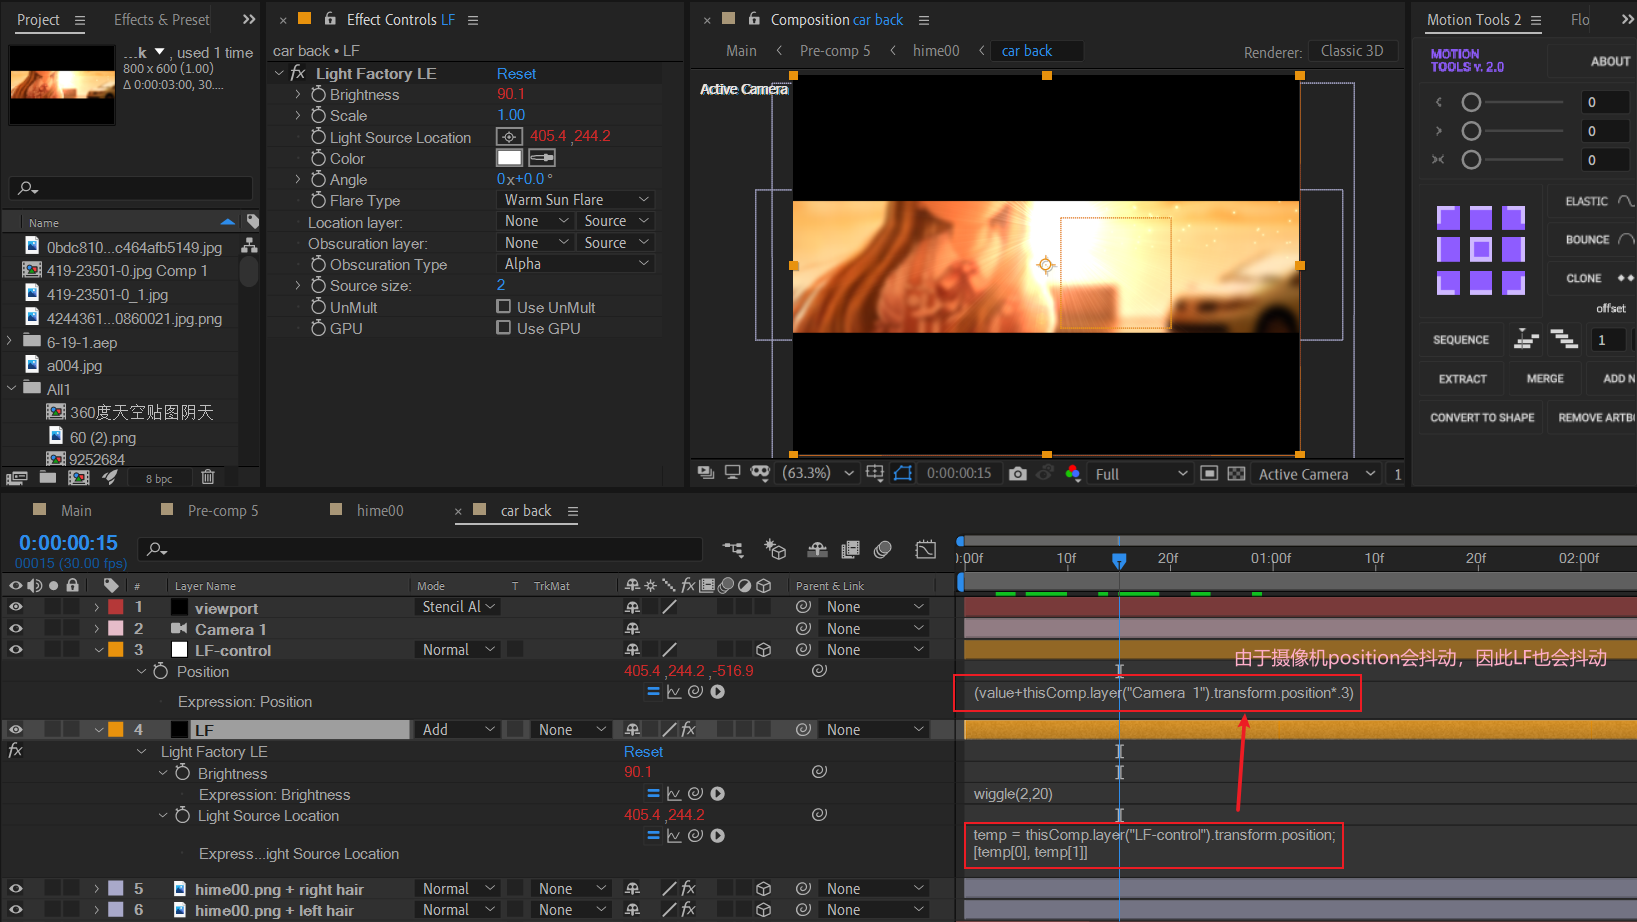 Project
Effects & Preset
Effect Controls LF
Composition car back
Motion Tools 2
Flo
...k ▼, used 1 time
800 x 600 (1.00)
Δ 0:00:03:00, 30....
car back • LF
Main
Pre-comp 5
hime00
car back
Renderer:
Classic 3D
MOTION
TOOLS v. 2.0
ABOUT
Light Factory LE
Reset
Brightness
90.1
Scale
1.00
Light Source Location
405.4 ,244.2
Color
Angle
0x+0.0°
Flare Type
Warm Sun Flare
Location layer:
None
Source
Obscuration layer:
None
Source
Obscuration Type
Alpha
Source size:
2
UnMult
Use UnMult
GPU
Use GPU
Active Camera
0
0
0
ELASTIC
BOUNCE
CLONE
offset
SEQUENCE
1
EXTRACT
MERGE
ADD N
CONVERT TO SHAPE
REMOVE ARTB
Name
0bdc810...c464afb5149.jpg
419-23501-0.jpg Comp 1
419-23501-0_1.jpg
4244361...0860021.jpg.png
6-19-1.aep
a004.jpg
All1
360度天空贴图阴天
60 (2).png
9252684
8 bpc
(63.3%)
0:00:00:15
Full
Active Camera
1
Main
Pre-comp 5
hime00
car back
0:00:00:15
00015 (30.00 fps)
):00f
10f
20f
01:00f
10f
20f
02:00f
#
Layer Name
Mode
T
TrkMat
Parent & Link
1
viewport
Stencil Al
None
2
Camera 1
None
3
LF-control
Normal
None
Position
405.4 ,244.2 ,-516.9
由于摄像机position会抖动，因此LF也会抖动
Expression: Position
(value+thisComp.layer("Camera 1").transform.position*.3)
4
LF
Add
None
None
fx
Light Factory LE
Reset
Brightness
90.1
Expression: Brightness
wiggle(2,20)
Light Source Location
405.4 ,244.2
Express...ight Source Location
temp = thisComp.layer("LF-control").transform.position;
[temp[0], temp[1]]
5
hime00.png + right hair
Normal
None
None
6
hime00.png + left hair
Normal
None
None